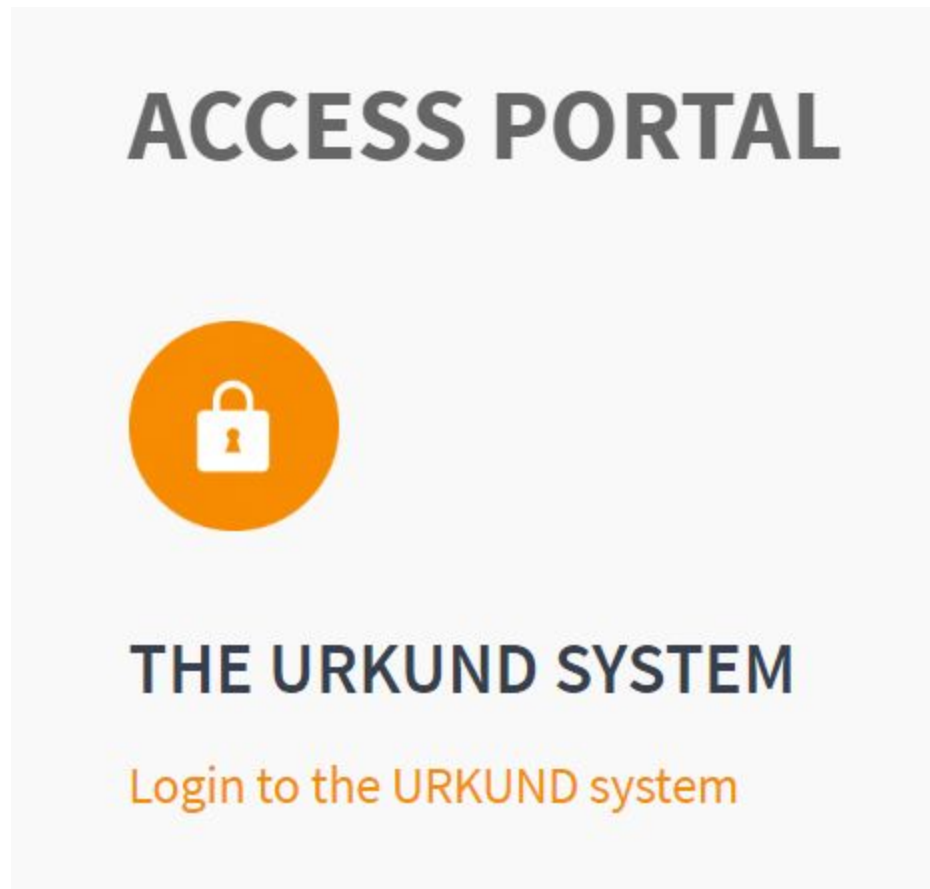 ACCESS PORTAL
THE URKUND SYSTEM
Login to the URKUND system